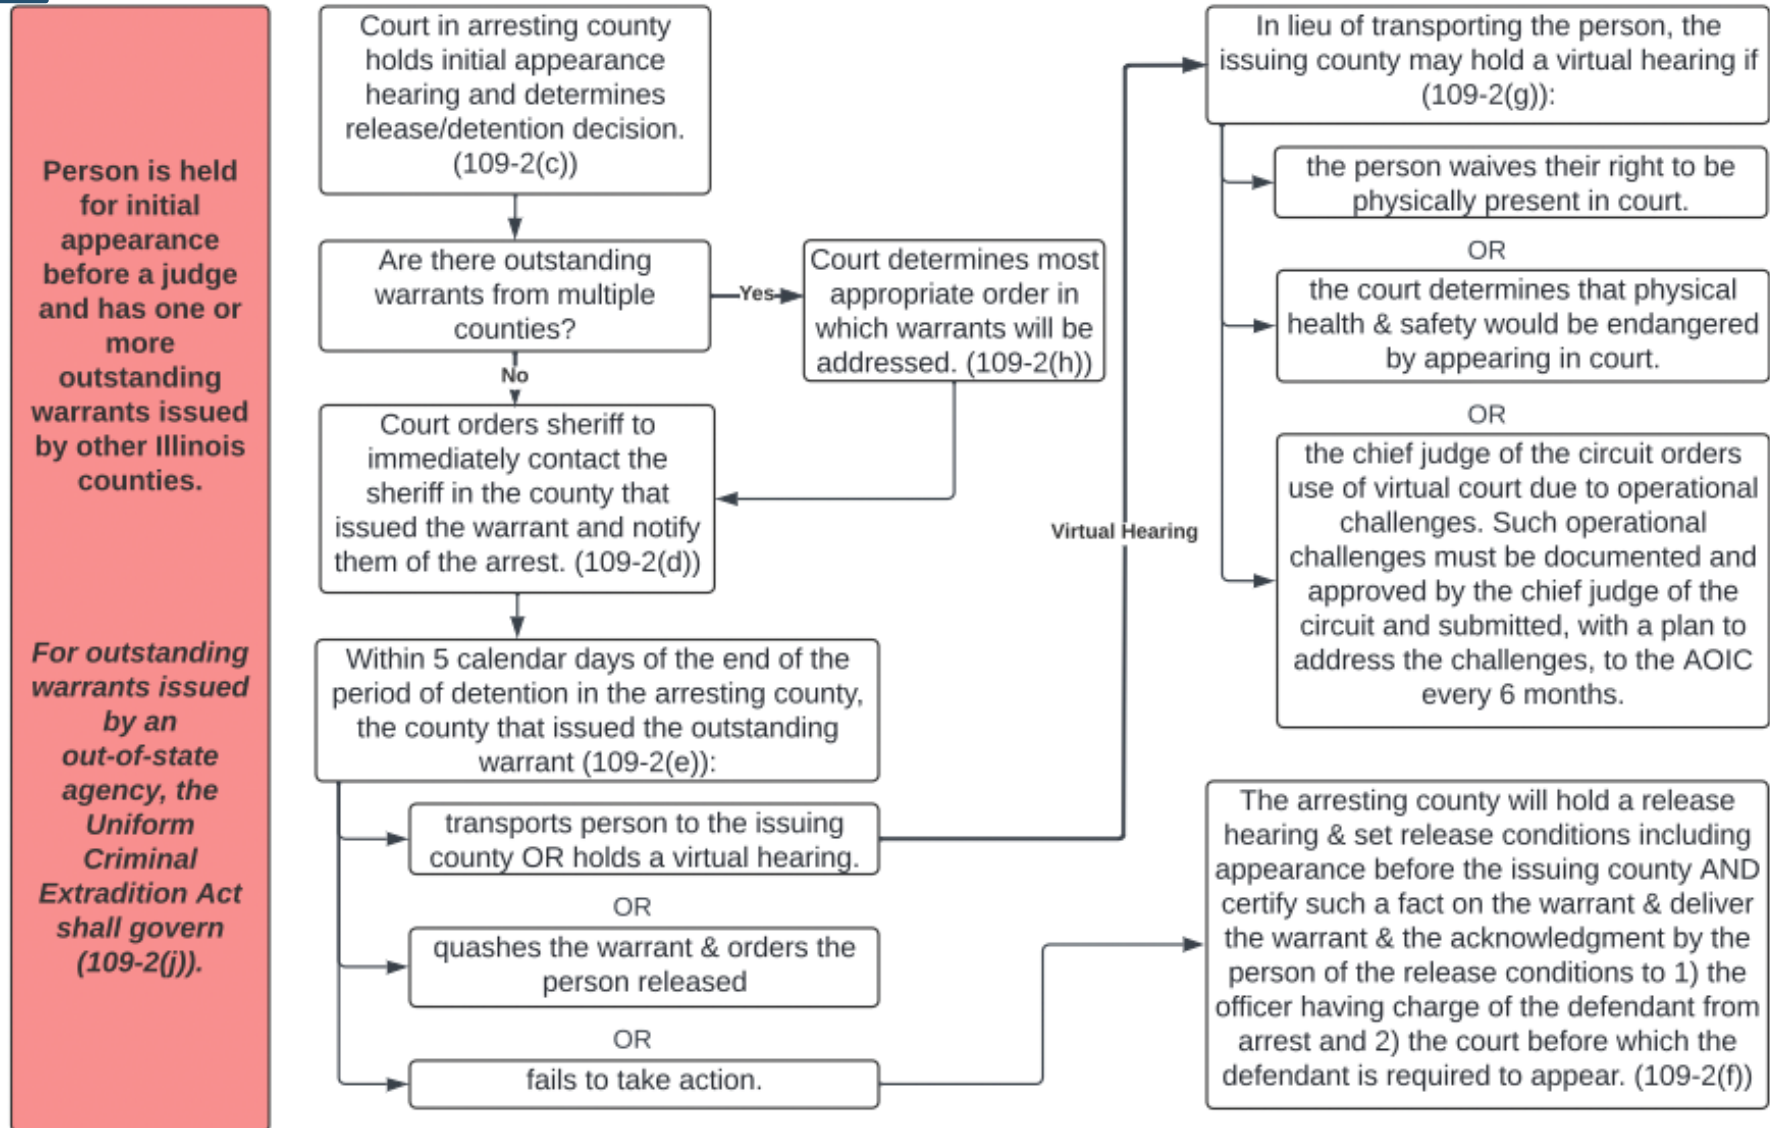 Person is held
for initial
appearance
before a judge
and has one or
more
outstanding
warrants issued
by other Illinois
counties.
For outstanding
warrants issued
by an
out-of-state
agency, the
Uniform
Criminal
Extradition Act
shall govern
(109-2(j)).
Court in arresting county
holds initial appearance
hearing and determines
release/detention decision.
(109-2(c))
Are there outstanding
warrants from multiple
counties?
Yes
Court determines most
appropriate order in
which warrants will be
addressed. (109-2(h))
No
Court orders sheriff to
immediately contact the
sheriff in the county that
issued the warrant and notify
them of the arrest. (109-2(d))
Within 5 calendar days of the end of the
period of detention in the arresting county,
the county that issued the outstanding
warrant (109-2(e)):
transports person to the issuing
county OR holds a virtual hearing.
OR
quashes the warrant & orders the
person released
OR
fails to take action.
Virtual Hearing
In lieu of transporting the person, the
issuing county may hold a virtual hearing if
(109-2(g)):
the person waives their right to be
physically present in court.
OR
the court determines that physical
health & safety would be endangered
by appearing in court.
OR
the chief judge of the circuit orders
use of virtual court due to operational
challenges. Such operational
challenges must be documented and
approved by the chief judge of the
circuit and submitted, with a plan to
address the challenges, to the AOIC
every 6 months.
The arresting county will hold a release
hearing & set release conditions including
appearance before the issuing county AND
certify such a fact on the warrant & deliver
the warrant & the acknowledgment by the
person of the release conditions to 1) the
officer having charge of the defendant from
arrest and 2) the court before which the
defendant is required to appear. (109-2(f))